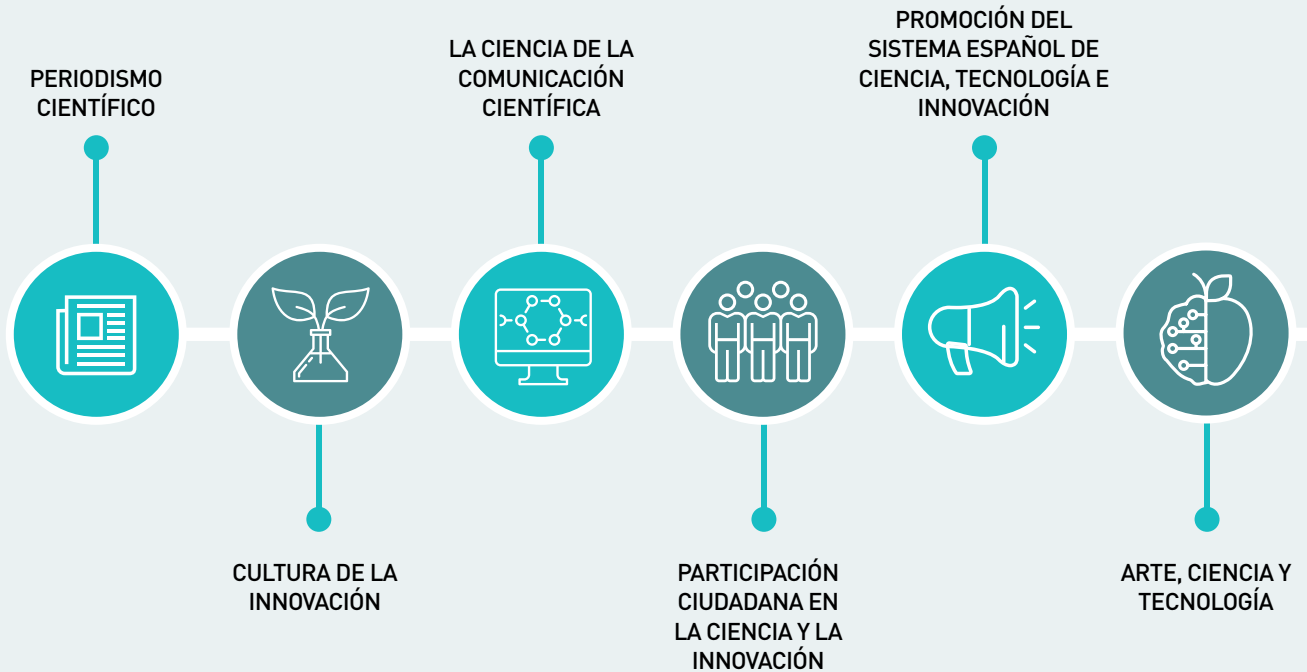 PERIODISMO
CIENTÍFICO
CULTURA DE LA
INNOVACIÓN
LA CIENCIA DE LA
COMUNICACIÓN
CIENTÍFICA
PARTICIPACIÓN
CIUDADANA EN
LA CIENCIA Y LA
INNOVACIÓN
PROMOCIÓN DEL
SISTEMA ESPAÑOL DE
CIENCIA, TECNOLOGÍA E
INNOVACIÓN
ARTE, CIENCIA Y
TECNOLOGÍA